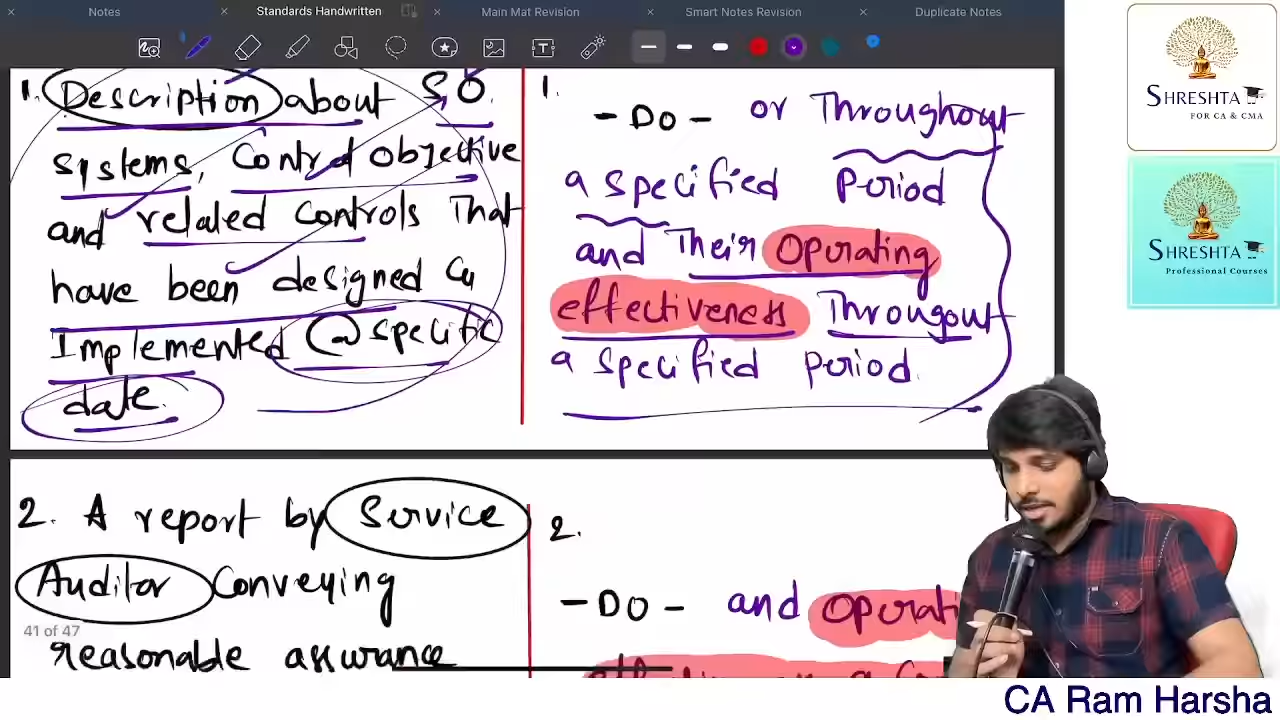 Notes
Standards Handwritten
Main Mat Revision
Smart Notes Revision
Duplicate Notes
1. Description about S.O.
systems, Control objective
and related controls That
have been designed &
Implemented @ specific
date.
1. -Do- or Throughout
a specified Period
and Their Operating
effectiveness Througout
a specified period.
2. A report by Service
Auditor Conveying
reasonable assurance
2.
-Do- and Operati
41 of 47
SHRESHTA
FOR CA & CMA
SHRESHTA
Professional Courses
CA Ram Harsha